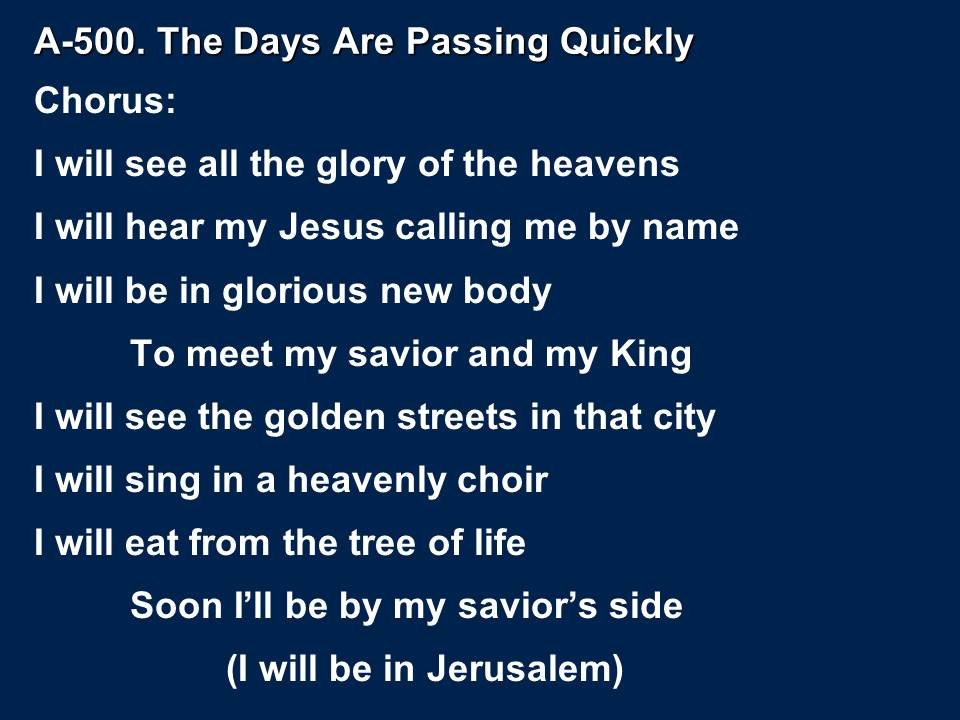 A-500. The Days Are Passing Quickly
Chorus:
I will see all the glory of the heavens
I will hear my Jesus calling me by name
I will be in glorious new body
To meet my savior and my King
I will see the golden streets in that city
I will sing in a heavenly choir
I will eat from the tree of life
Soon I’ll be by my savior’s side
(I will be in Jerusalem)